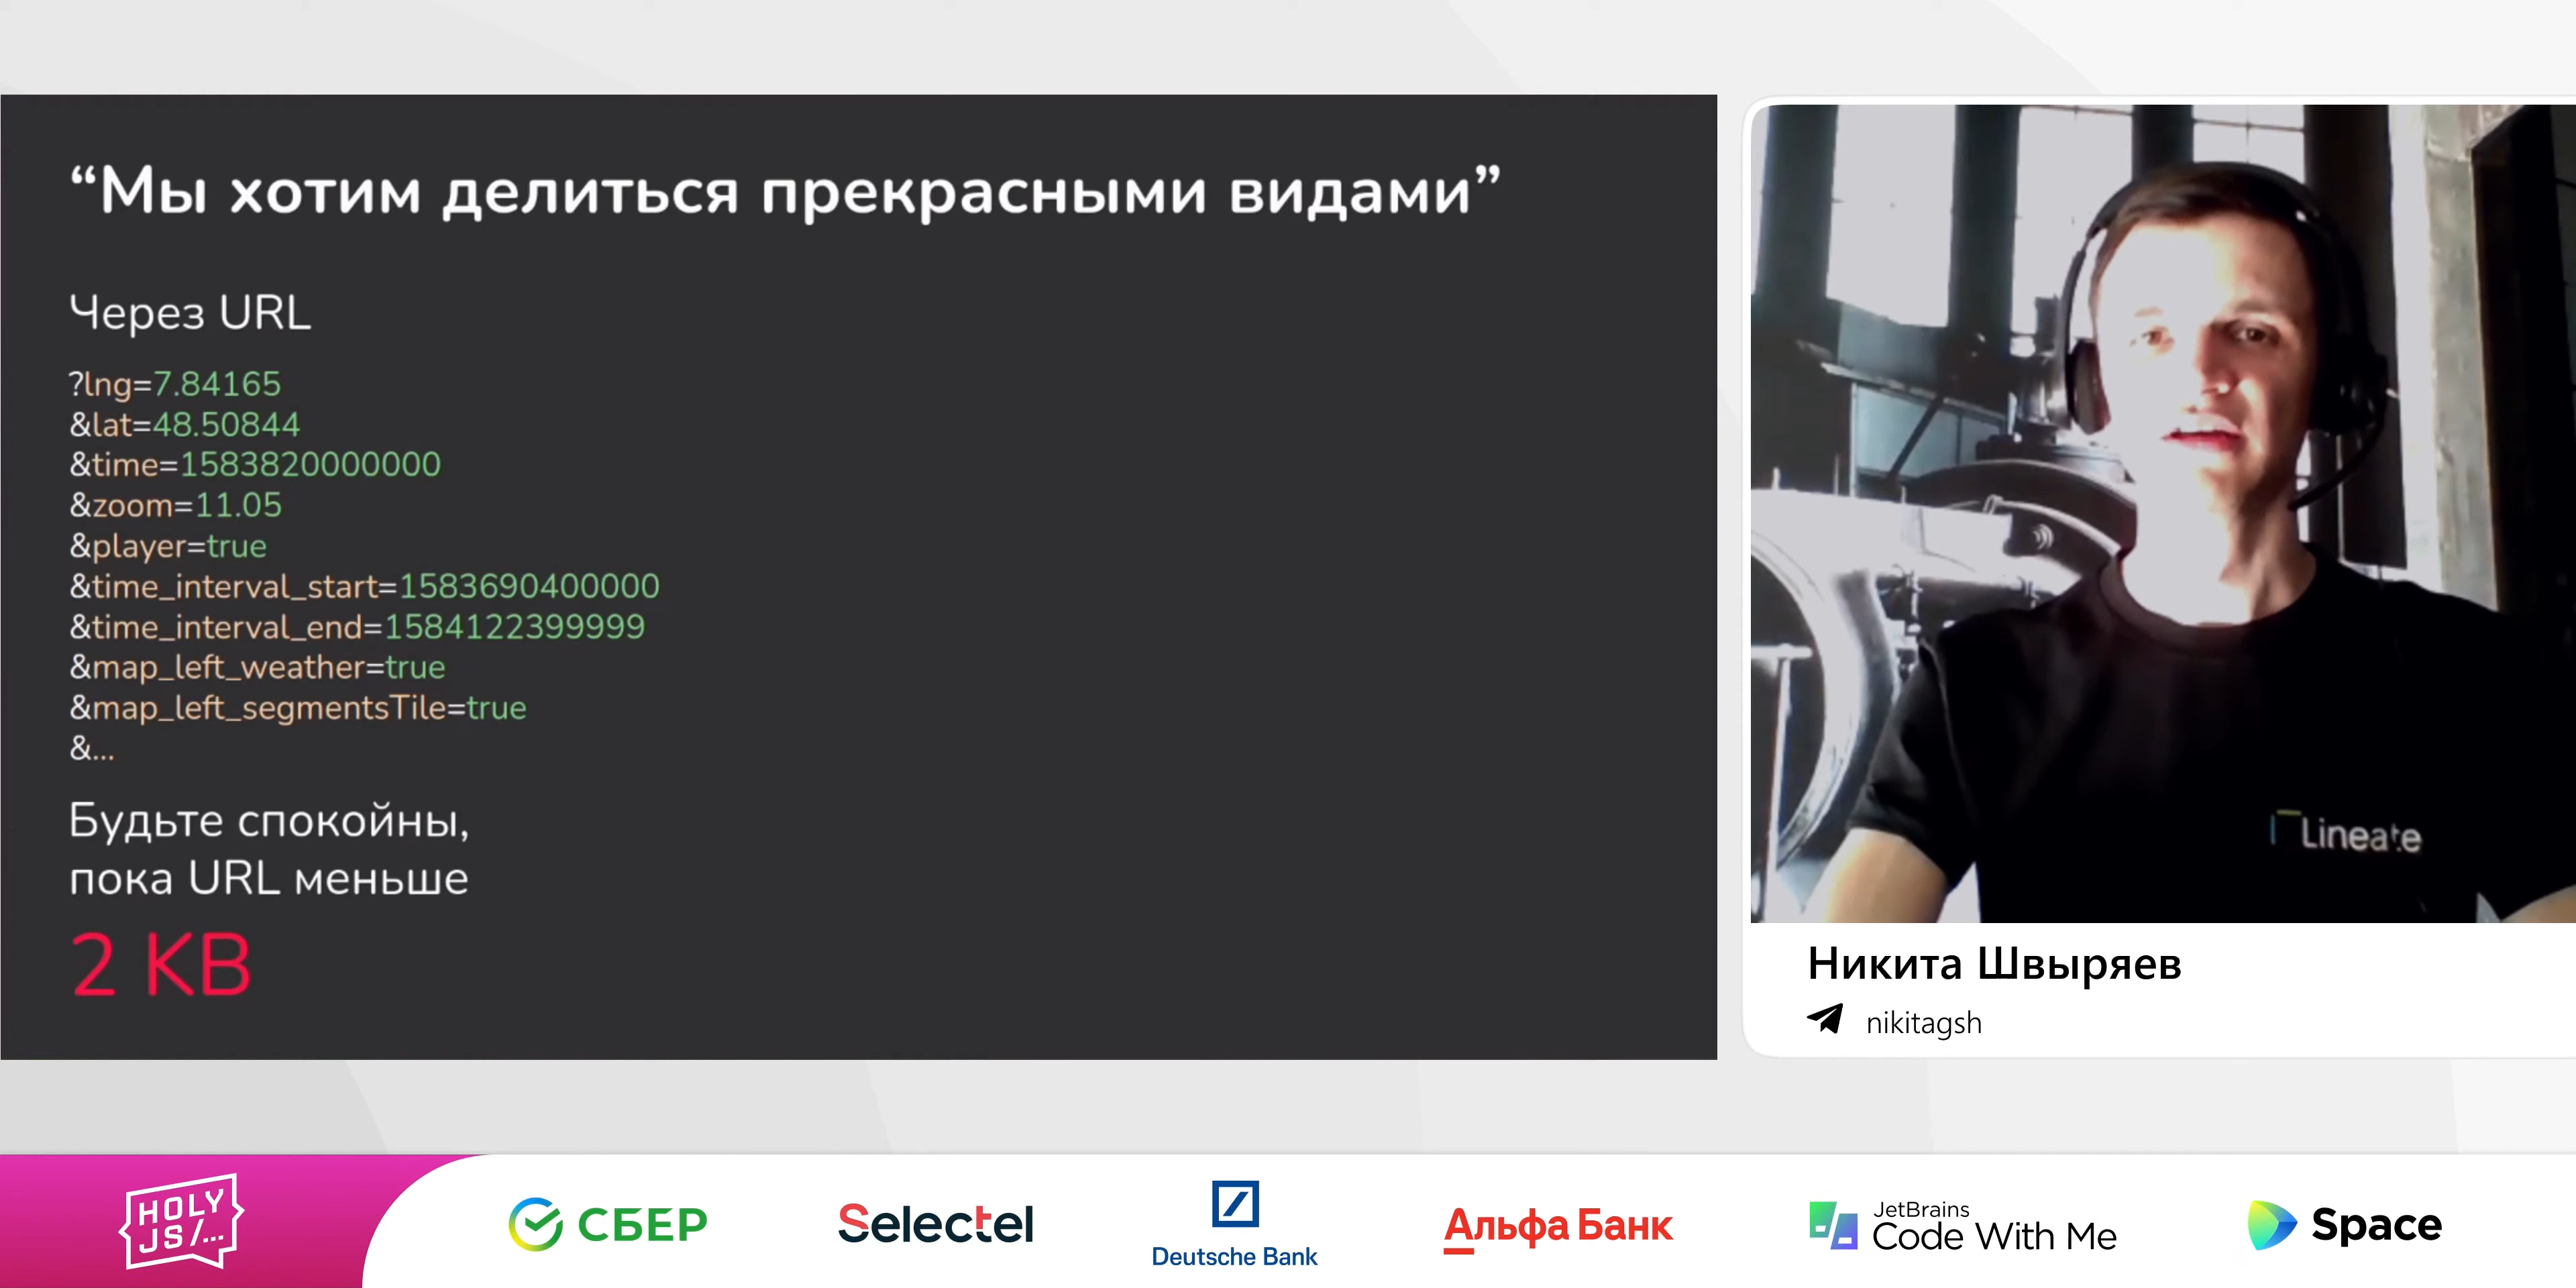 “Мы хотим делиться прекрасными видами”
Через URL
?lng=7.84165
&lat=48.50844
&time=1583820000000
&zoom=11.05
&player=true
&time_interval_start=1583690400000
&time_interval_end=1584122399999
&map_left_weather=true
&map_left_segmentsTile=true
&...
Будьте спокойны,
пока URL меньше
2 KB
Lineate
Никита Швыряев
nikitagsh
HOLY
JS/...
СБЕР
Selectel
Deutsche Bank
Альфа Банк
JetBrains
Code With Me
Space